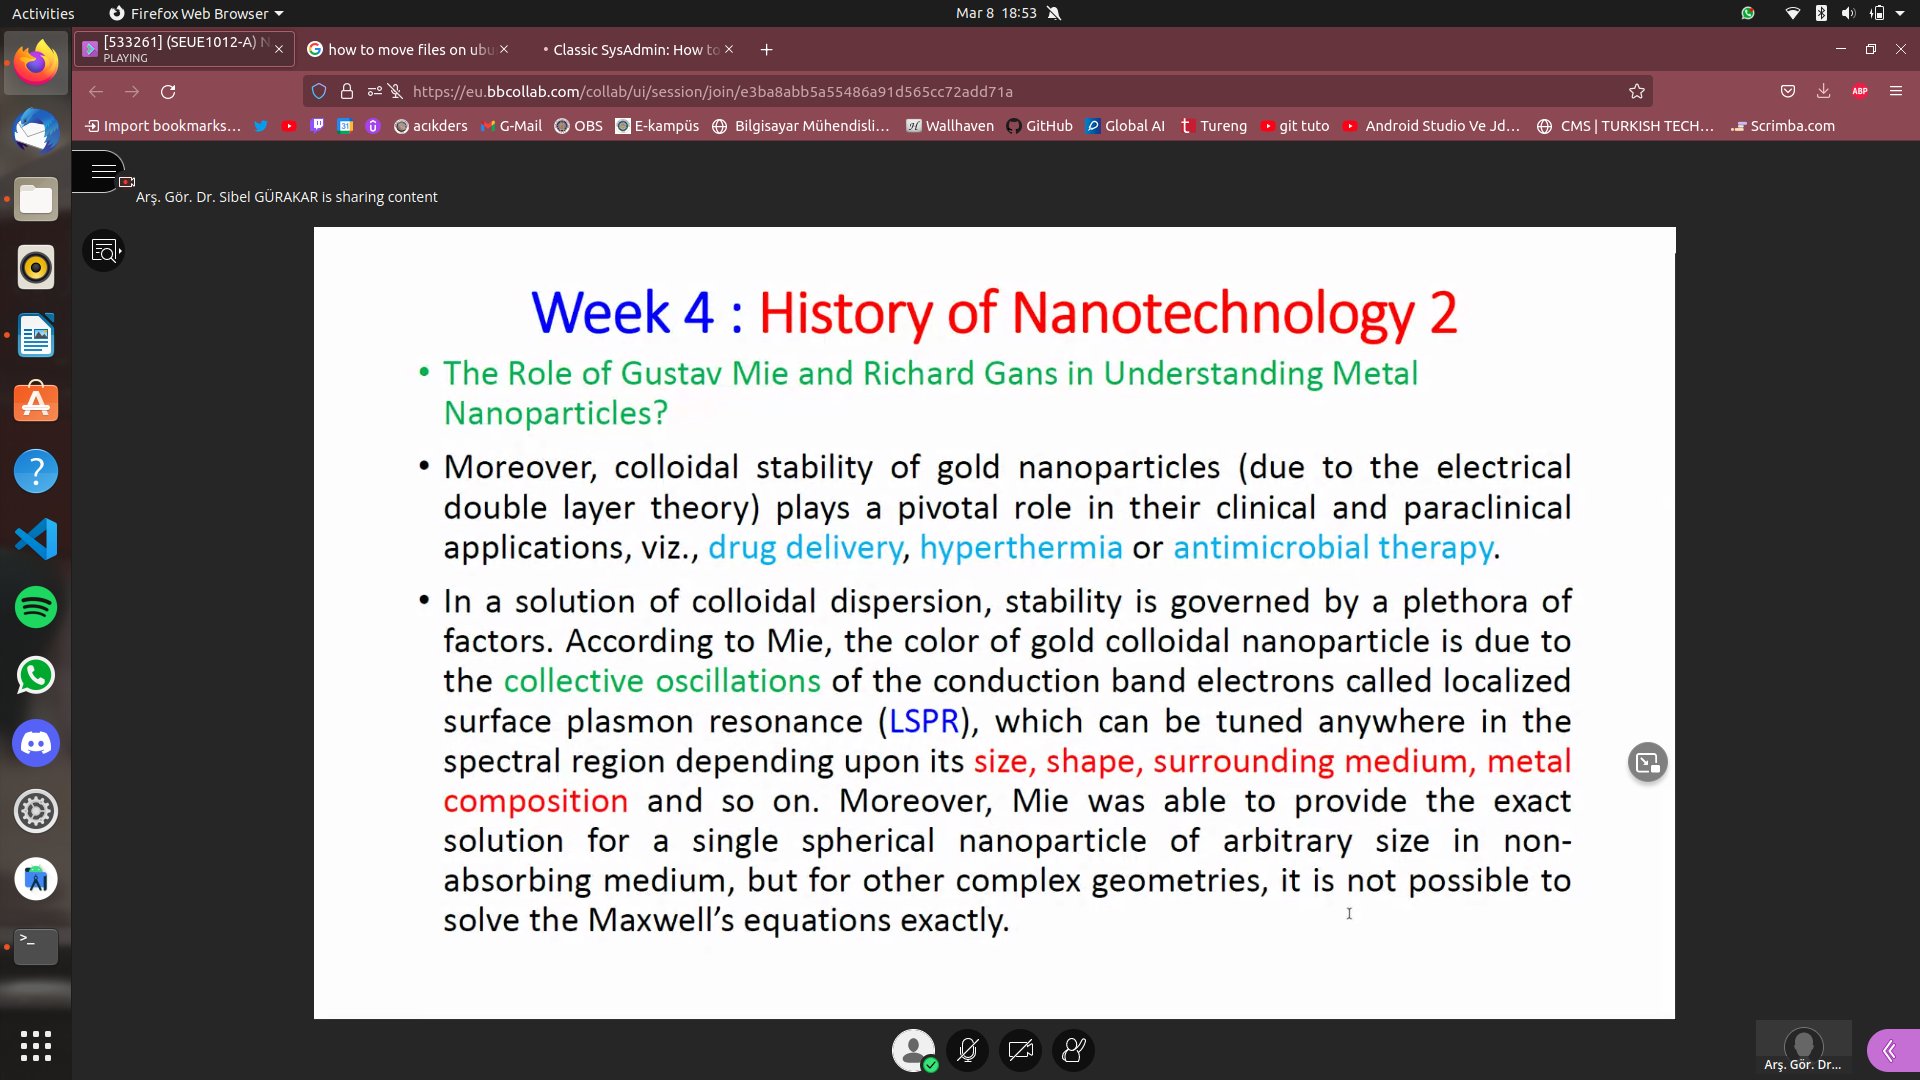 Activities
Firefox Web Browser
Mar 8 18:53
[533261] (SEUE1012-A) N
PLAYING
how to move files on ubu
Classic SysAdmin: How to
https://eu.bbcollab.com/collab/ui/session/join/e3ba8abb5a55486a91d565cc72add71a
ABP
Import bookmarks...
31
acıkders
G-Mail
OBS
E-kampüs
Bilgisayar Mühendisli...
Wallhaven
GitHub
Global AI
Tureng
git tuto
Android Studio Ve Jd...
CMS | TURKISH TECH...
Scrimba.com
Arş. Gör. Dr. Sibel GÜRAKAR is sharing content
Week 4 : History of Nanotechnology 2
• The Role of Gustav Mie and Richard Gans in Understanding Metal
Nanoparticles?
• Moreover, colloidal stability of gold nanoparticles (due to the electrical
double layer theory) plays a pivotal role in their clinical and paraclinical
applications, viz., drug delivery, hyperthermia or antimicrobial therapy.
• In a solution of colloidal dispersion, stability is governed by a plethora of
factors. According to Mie, the color of gold colloidal nanoparticle is due to
the collective oscillations of the conduction band electrons called localized
surface plasmon resonance (LSPR), which can be tuned anywhere in the
spectral region depending upon its size, shape, surrounding medium, metal
composition and so on. Moreover, Mie was able to provide the exact
solution for a single spherical nanoparticle of arbitrary size in non-
absorbing medium, but for other complex geometries, it is not possible to
solve the Maxwell's equations exactly.
Arş. Gör. Dr...